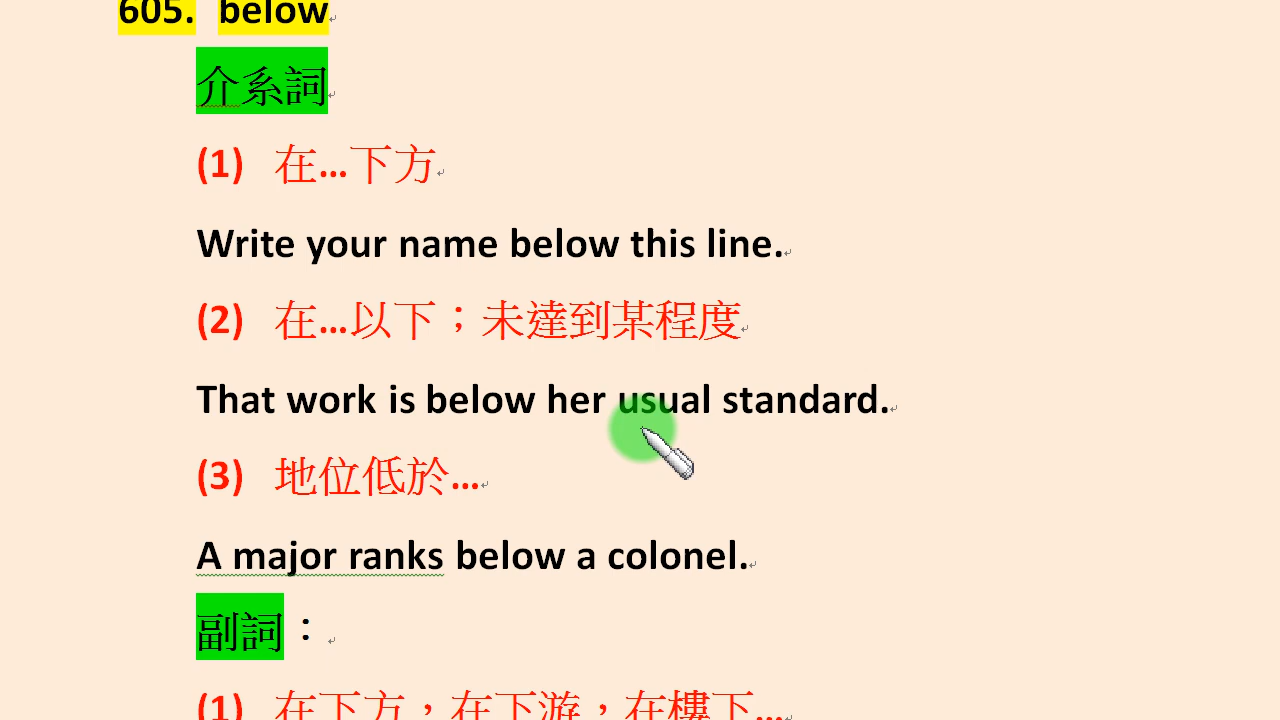 605. below
介系詞
(1) 在…下方
Write your name below this line.
(2) 在…以下；未達到某程度
That work is below her usual standard.
(3) 地位低於…
A major ranks below a colonel.
副詞：
(1) 在下方，在下游，在樓下…